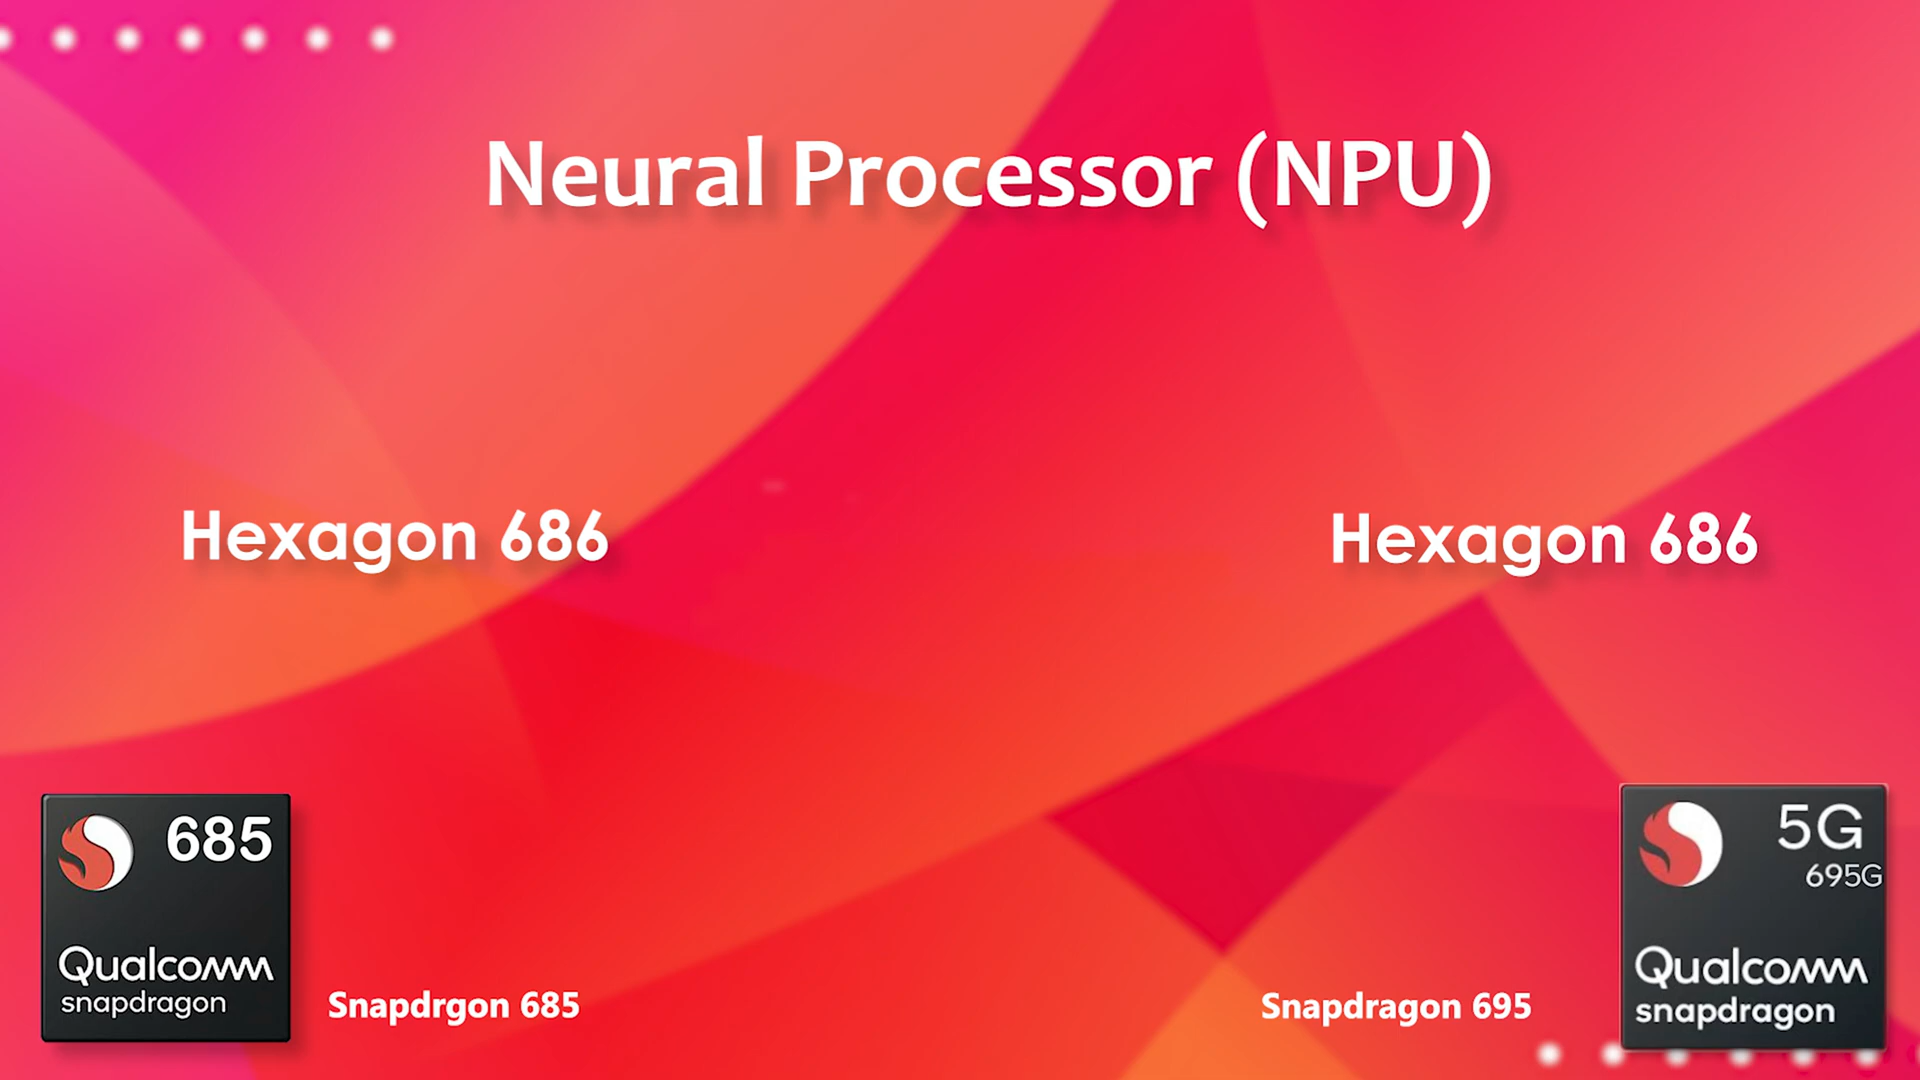 Neural Processor (NPU)
Hexagon 686
Hexagon 686
685
Qualcomm
snapdragon
Snapdrgon 685
Snapdragon 695
5G
695G
Qualcomm
snapdragon